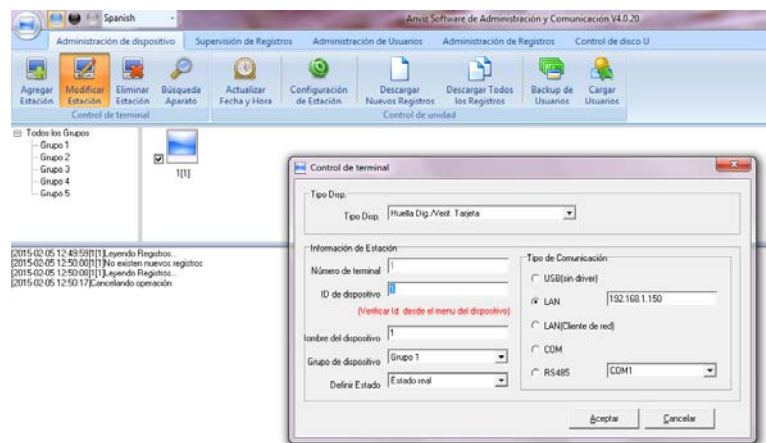 Spanish
Anviz Software de Administración y Comunicación V4.0.20
Administración de dispositivo
Supervisión de Registros
Administración de Usuarios
Administración de Registros
Control de disco U
Agregar Estación
Modificar Estación
Eliminar Estación
Búsqueda Aparato
Actualizar Fecha y Hora
Configuración de Estación
Descargar Nuevos Registros
Descargar Todos los Registros
Backup de Usuarios
Cargar Usuarios
Control de terminal
Control de unidad
Todos los Grupos
Grupo 1
Grupo 2
Grupo 3
Grupo 4
Grupo 5
1[1]
[2015-02-05 12:49:59]1[1]Leyendo Registros...
[2015-02-05 12:50:00]1[1]No existen nuevos registros
[2015-02-05 12:50:08]1[1]Leyendo Registros...
[2015-02-05 12:50:17]Cancelando operación
Control de terminal
Tipo Disp.
Tipo Disp. Huella Dig./Verif. Tarjeta
Información de Estación
Número de terminal 1
ID de dispositivo 1
(Verificar Id desde el menu del dispositivo)
lombre del dispositivo 1
Grupo de dispositivo Grupo 1
Definir Estado Estado real
Tipo de Comunicación
USB(sin driver)
LAN 192.168.1.150
LAN(Cliente de red)
COM
RS485 COM1
Aceptar
Cancelar